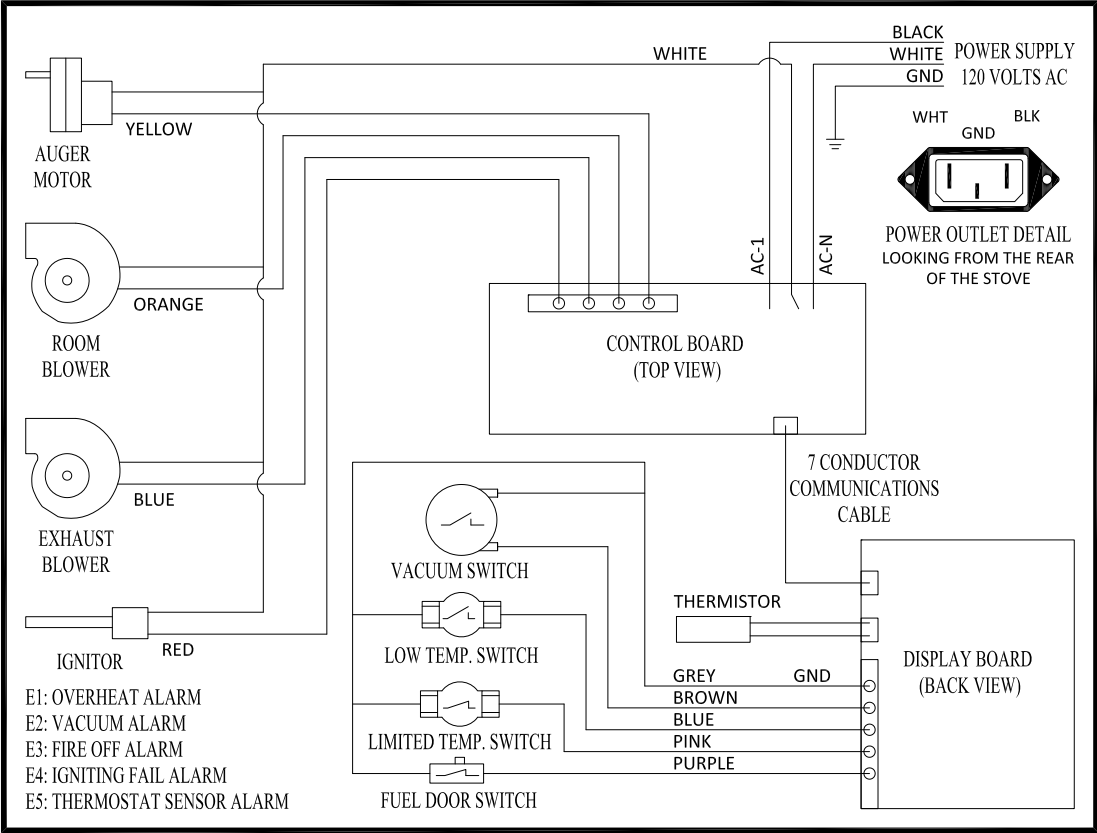 BLACK
WHITE
WHITE
GND
POWER SUPPLY
120 VOLTS AC
WHT
BLK
GND
POWER OUTLET DETAIL
LOOKING FROM THE REAR
OF THE STOVE
YELLOW
AUGER
MOTOR
AC-1
AC-N
ORANGE
ROOM
BLOWER
CONTROL BOARD
(TOP VIEW)
7 CONDUCTOR
COMMUNICATIONS
CABLE
BLUE
EXHAUST
BLOWER
VACUUM SWITCH
THERMISTOR
RED
IGNITOR
LOW TEMP. SWITCH
DISPLAY BOARD
(BACK VIEW)
GREY
GND
BROWN
BLUE
PINK
PURPLE
LIMITED TEMP. SWITCH
FUEL DOOR SWITCH
E1: OVERHEAT ALARM
E2: VACUUM ALARM
E3: FIRE OFF ALARM
E4: IGNITING FAIL ALARM
E5: THERMOSTAT SENSOR ALARM